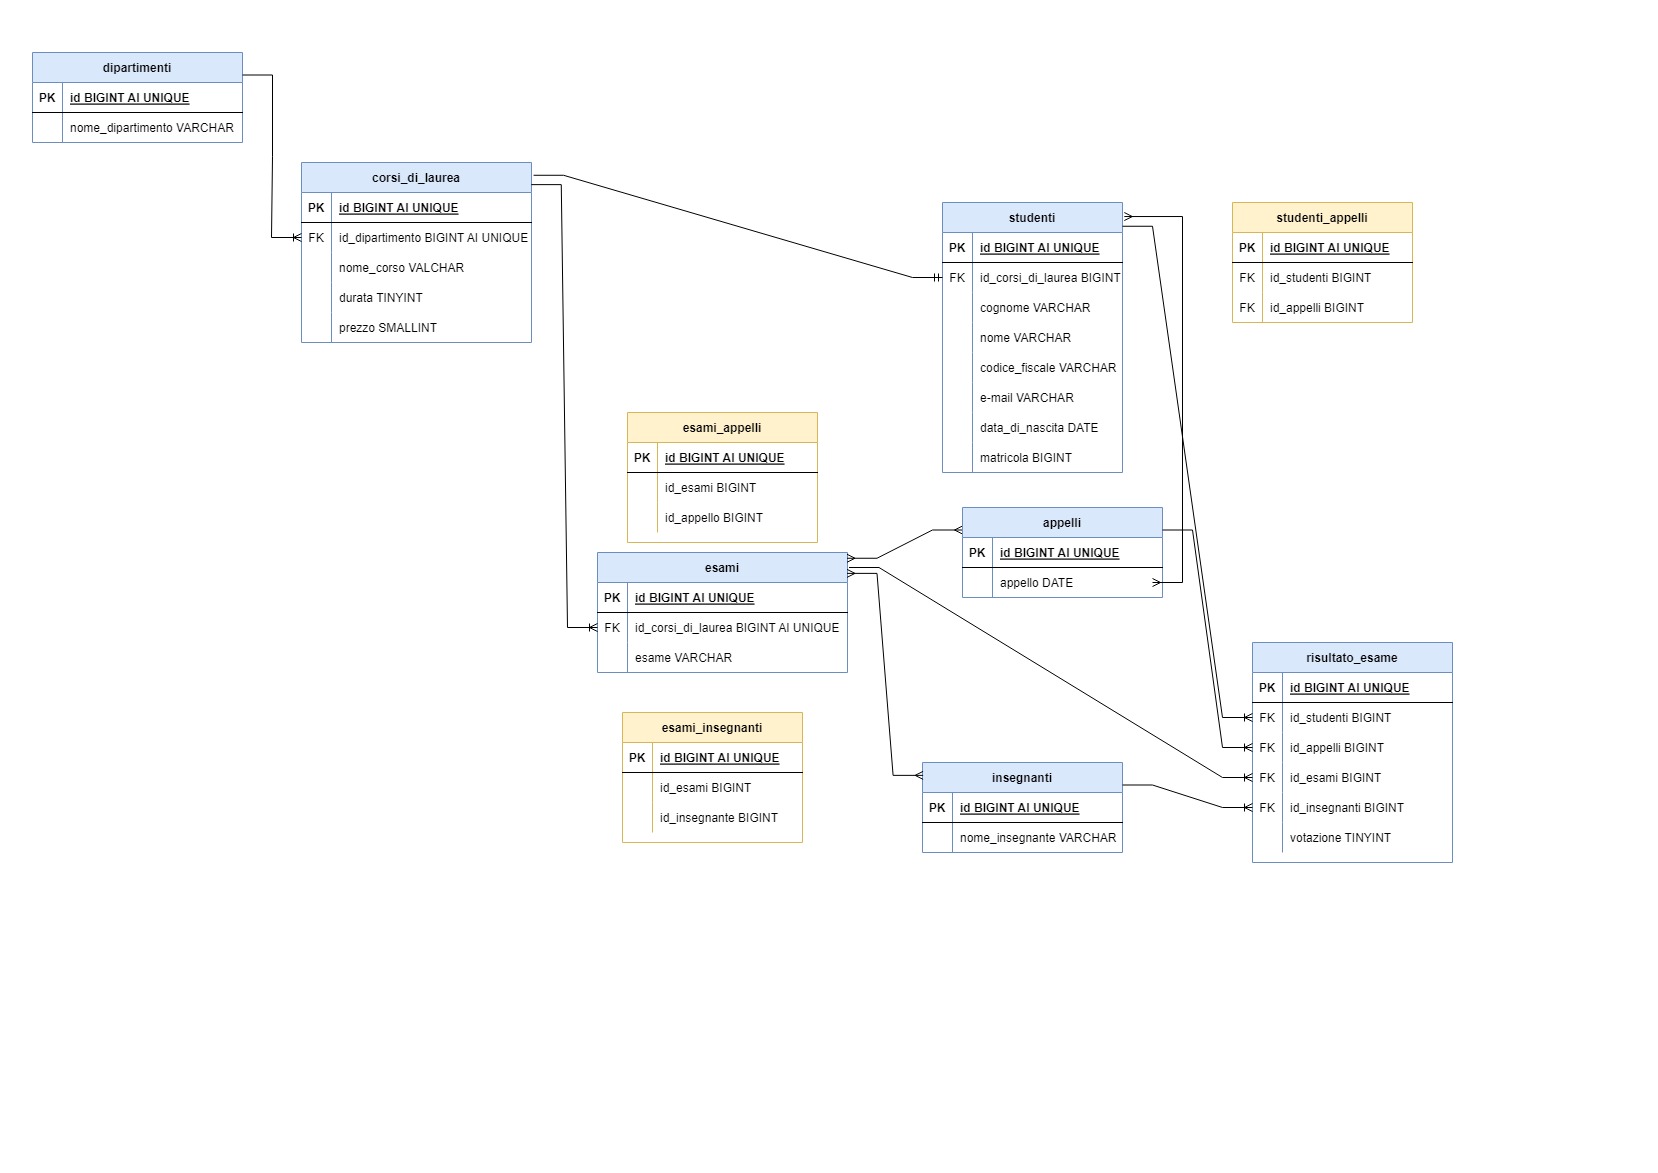 dipartimenti
PK id BIGINT AI UNIQUE
nome_dipartimento VARCHAR
corsi_di_laurea
PK id BIGINT AI UNIQUE
FK id_dipartimento BIGINT AI UNIQUE
nome_corso VALCHAR
durata TINYINT
prezzo SMALLINT
studenti
PK id BIGINT AI UNIQUE
FK id_corsi_di_laurea BIGINT
cognome VARCHAR
nome VARCHAR
codice_fiscale VARCHAR
e-mail VARCHAR
data_di_nascita DATE
matricola BIGINT
studenti_appelli
PK id BIGINT AI UNIQUE
FK id_studenti BIGINT
FK id_appelli BIGINT
esami_appelli
PK id BIGINT AI UNIQUE
id_esami BIGINT
id_appello BIGINT
appelli
PK id BIGINT AI UNIQUE
appello DATE
esami
PK id BIGINT AI UNIQUE
FK id_corsi_di_laurea BIGINT AI UNIQUE
esame VARCHAR
risultato_esame
PK id BIGINT AI UNIQUE
FK id_studenti BIGINT
FK id_appelli BIGINT
FK id_esami BIGINT
FK id_insegnanti BIGINT
votazione TINYINT
esami_insegnanti
PK id BIGINT AI UNIQUE
id_esami BIGINT
id_insegnante BIGINT
insegnanti
PK id BIGINT AI UNIQUE
nome_insegnante VARCHAR